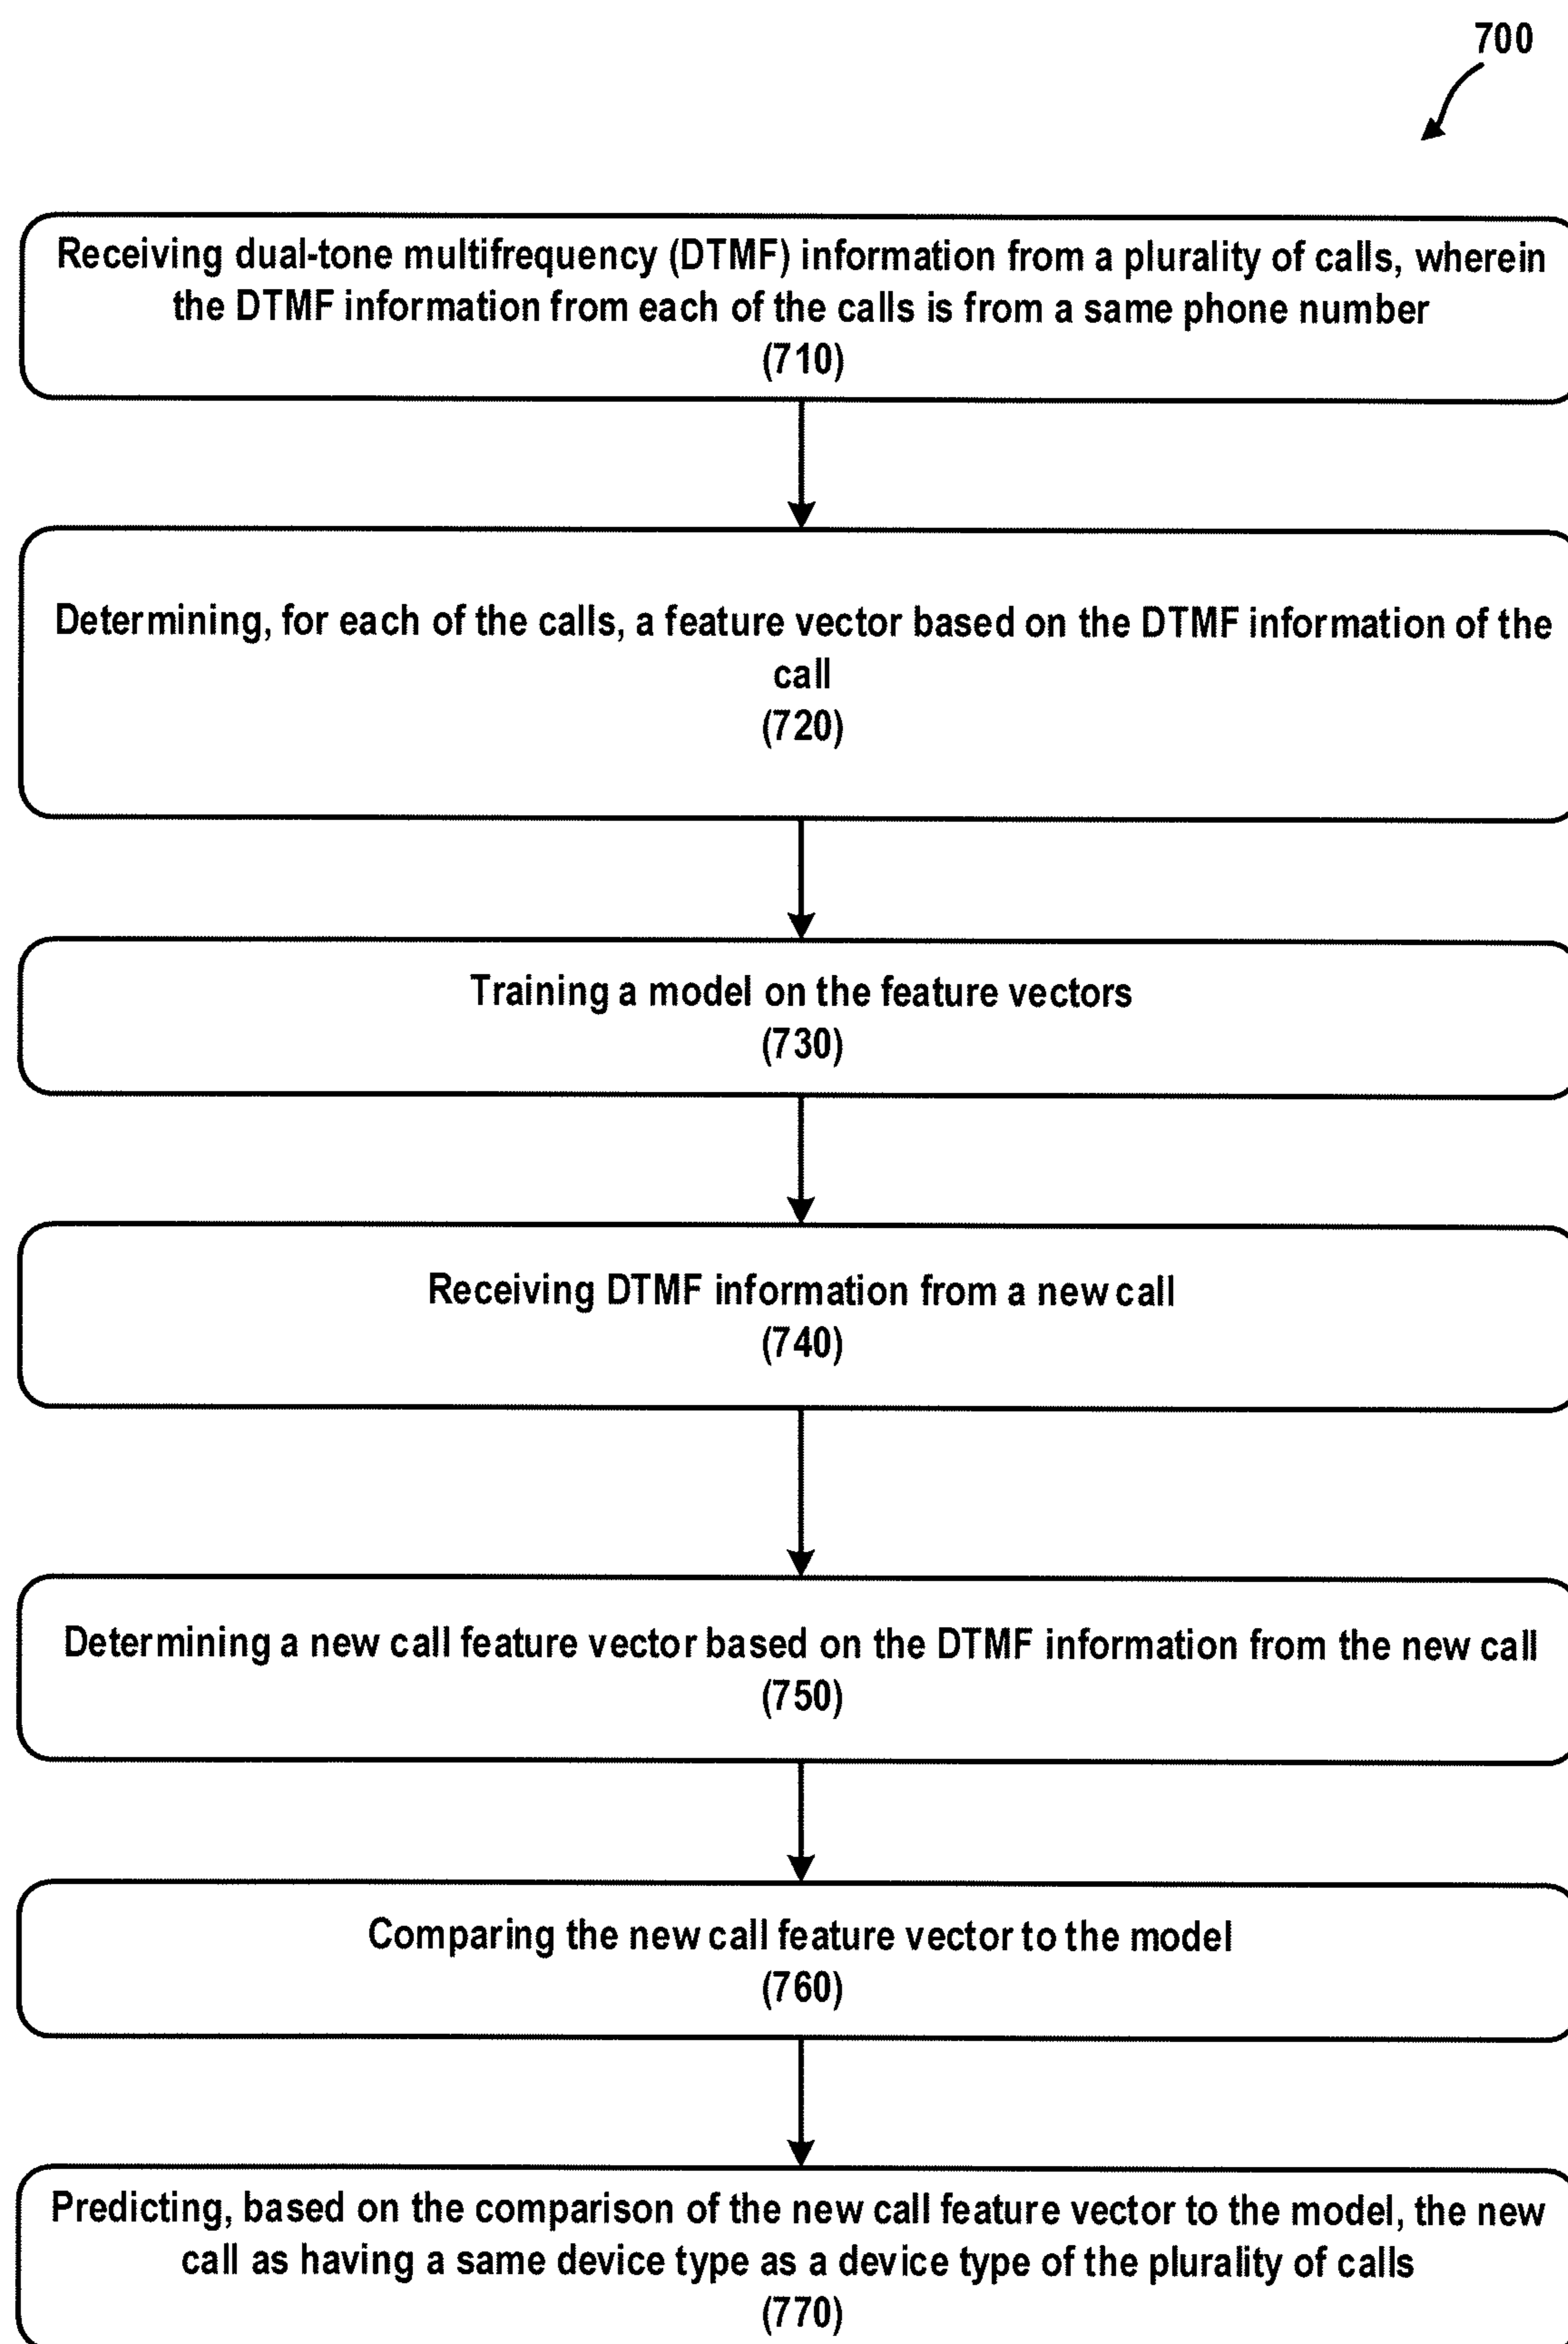 700
Receiving dual-tone multifrequency (DTMF) information from a plurality of calls, wherein
the DTMF information from each of the calls is from a same phone number
(710)
Determining, for each of the calls, a feature vector based on the DTMF information of the
call
(720)
Training a model on the feature vectors
(730)
Receiving DTMF information from a new call
(740)
Determining a new call feature vector based on the DTMF information from the new call
(750)
Comparing the new call feature vector to the model
(760)
Predicting, based on the comparison of the new call feature vector to the model, the new
call as having a same device type as a device type of the plurality of calls
(770)